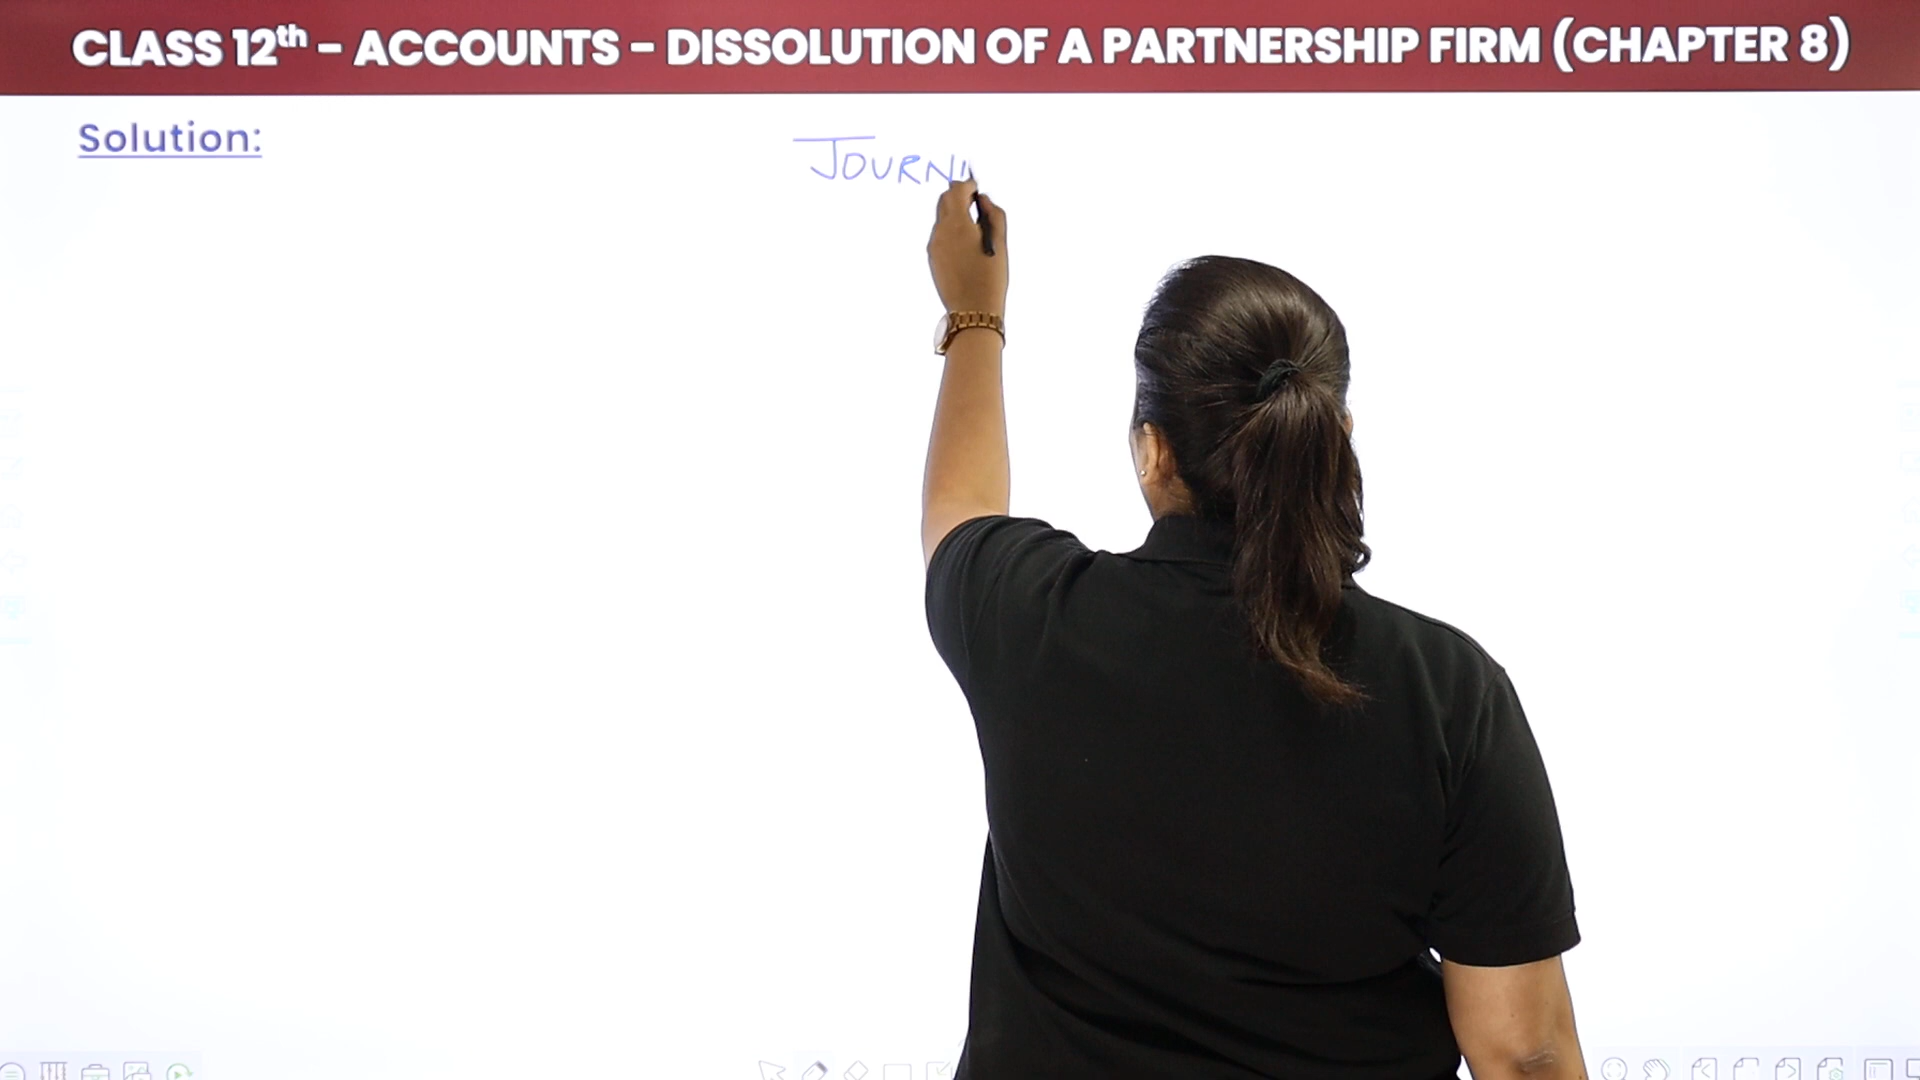 CLASS 12th - ACCOUNTS - DISSOLUTION OF A PARTNERSHIP FIRM (CHAPTER 8)
Solution:
JOURN